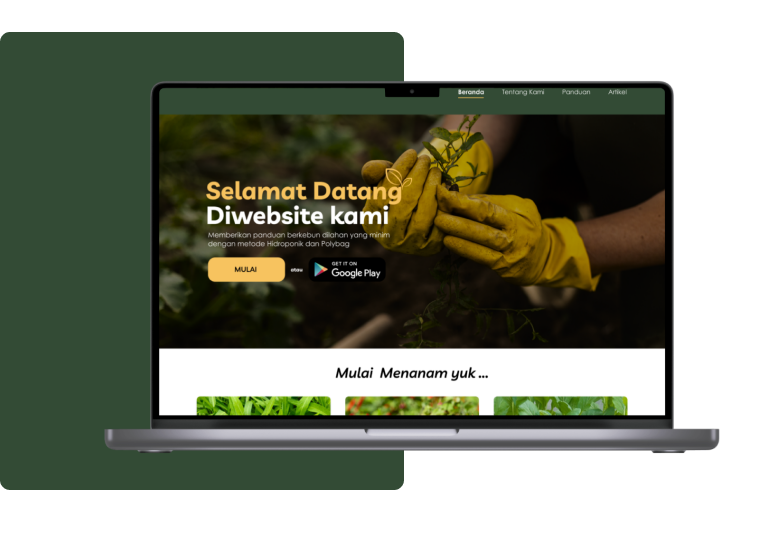 Beranda Tentang Kami Panduan Artikel
Selamat Datang
Diwebsite kami
Memberikan panduan berkebun dilahan yang minim
dengan metode Hidroponik dan Polybag
MULAI
GET IT ON
Google Play
Mulai Menanam yuk ...